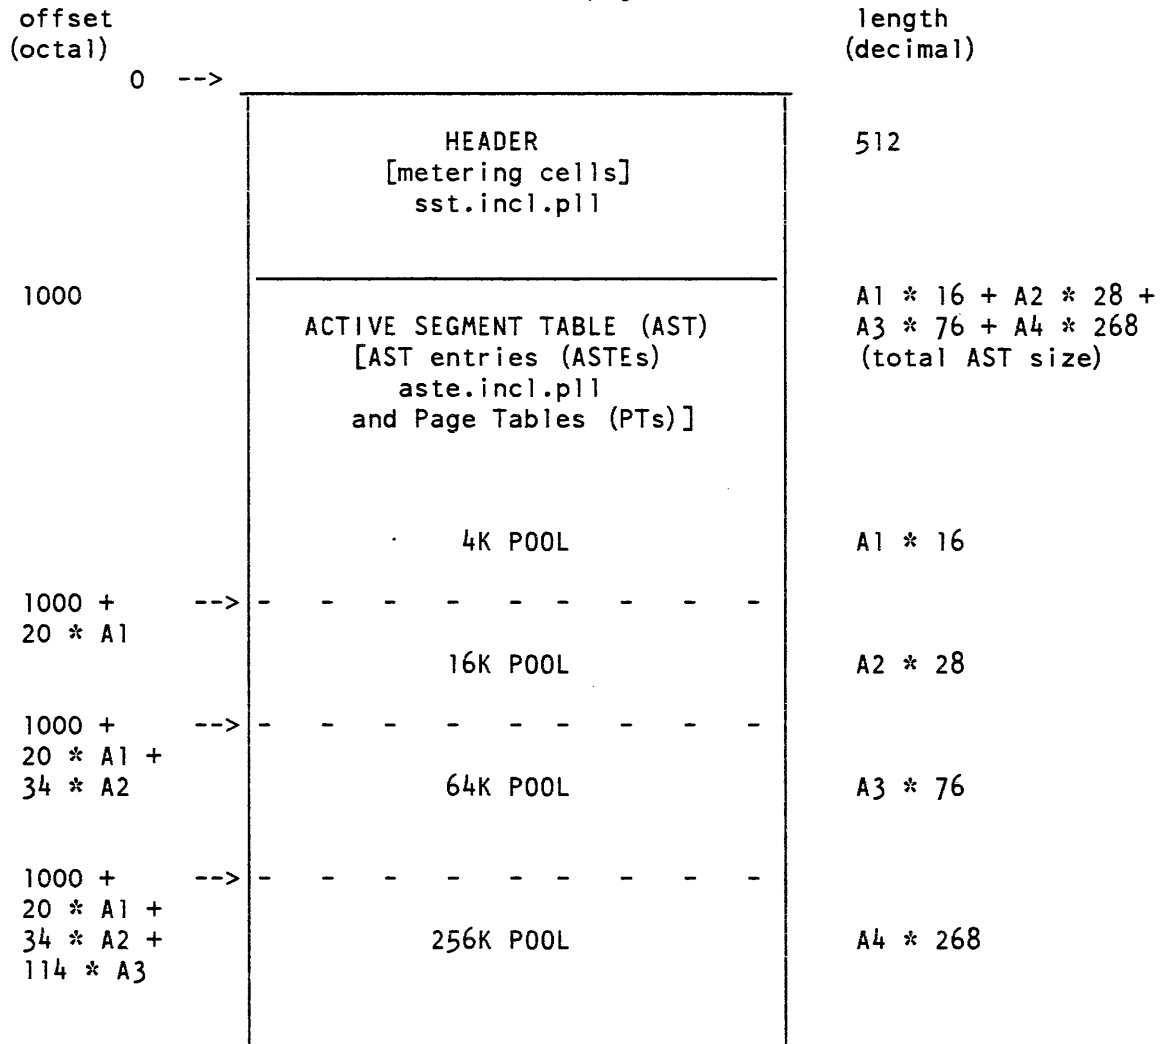 offset length
(octal) (decimal)
0 -->
HEADER 512
[metering cells]
sst.incl.pl1
1000 A1 * 16 + A2 * 28 +
ACTIVE SEGMENT TABLE (AST) A3 * 76 + A4 * 268
[AST entries (ASTEs) (total AST size)
aste.incl.pl1
and Page Tables (PTs)]
4K POOL A1 * 16
1000 + --> - - - - - - - - -
20 * A1
16K POOL A2 * 28
1000 + --> - - - - - - - - -
20 * A1 +
34 * A2 64K POOL A3 * 76
1000 + --> - - - - - - - - -
20 * A1 +
34 * A2 + 256K POOL A4 * 268
114 * A3